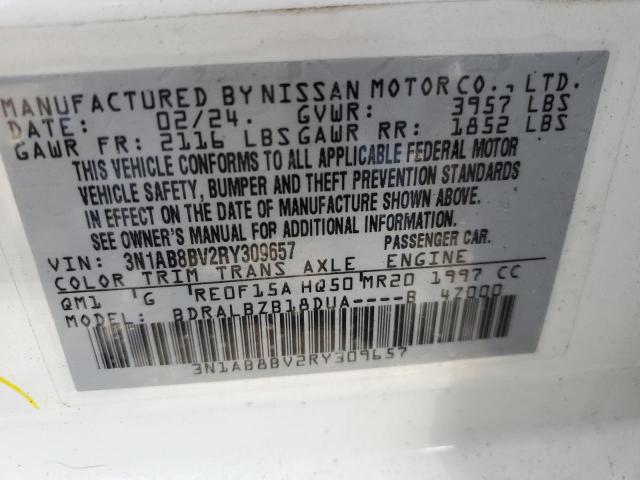 MANUFACTURED BY NISSAN MOTOR CO., LTD.
DATE: 02/24. GVWR: 3957 LBS
GAWR FR: 2116 LBS GAWR RR: 1852 LBS
THIS VEHICLE CONFORMS TO ALL APPLICABLE FEDERAL MOTOR
VEHICLE SAFETY, BUMPER AND THEFT PREVENTION STANDARDS
IN EFFECT ON THE DATE OF MANUFACTURE SHOWN ABOVE.
SEE OWNER'S MANUAL FOR ADDITIONAL INFORMATION.
VIN: 3N1AB8BV2RY309657 PASSENGER CAR.
COLOR TRIM TRANS AXLE ENGINE
QM1 G RE0F15A HQ50 MR20 1997 CC
MODEL: BDRALBZB18DUA----B 47000
3N1AB8BV2RY309657